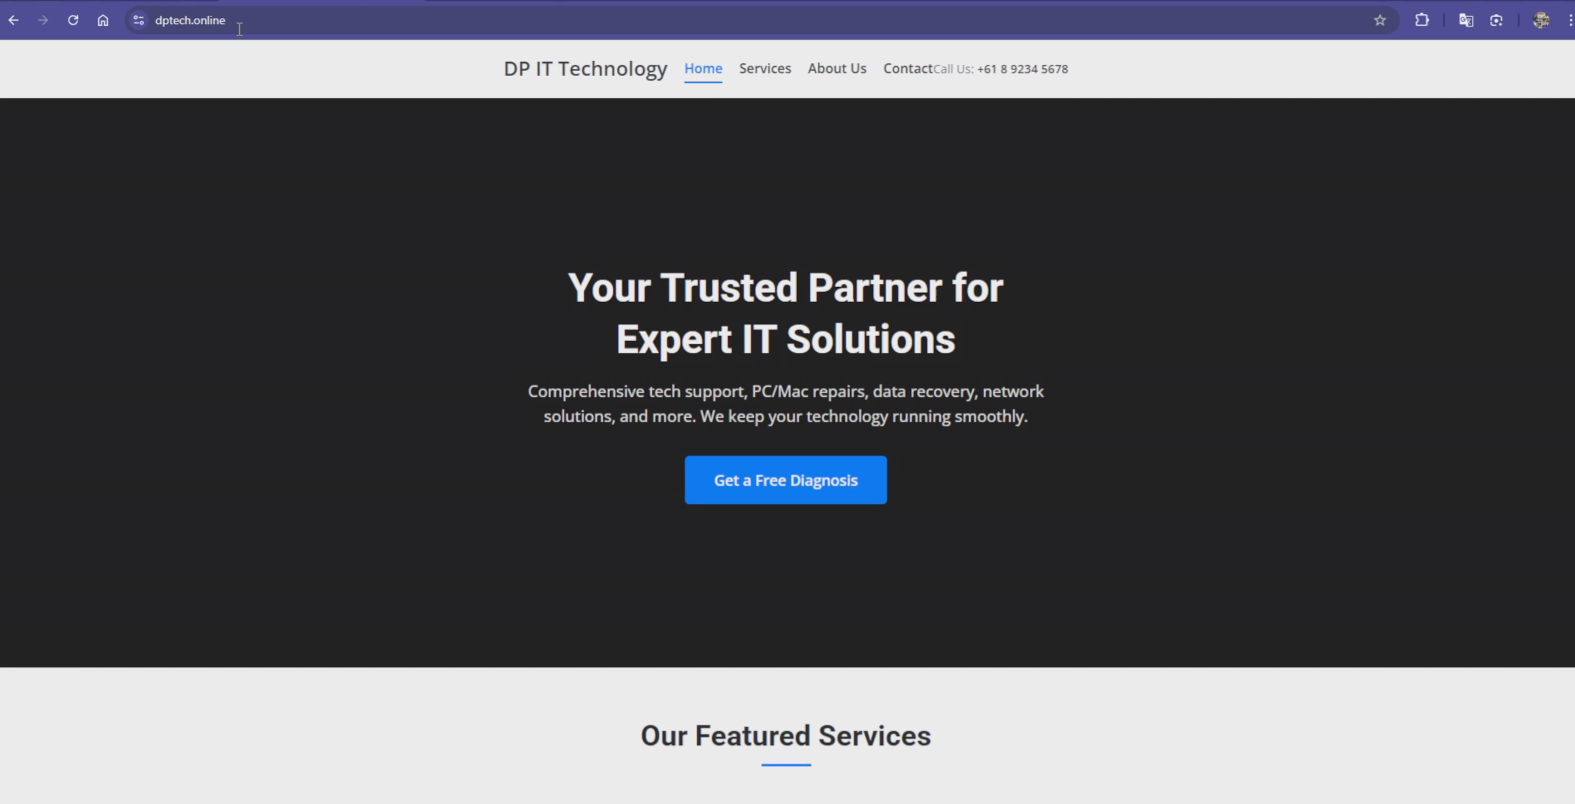 dptech.online
DP IT Technology Home Services About Us ContactCall Us: +61 8 9234 5678
Your Trusted Partner for
Expert IT Solutions
Comprehensive tech support, PC/Mac repairs, data recovery, network
solutions, and more. We keep your technology running smoothly.
Get a Free Diagnosis
Our Featured Services